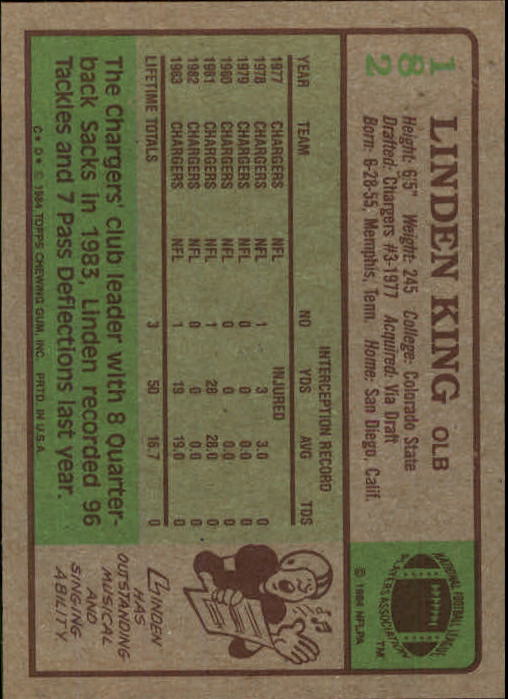 182
LINDEN KING OLB
Height: 6'5" Weight: 245 College: Colorado State
Drafted: Chargers #3-1977 Acquired: Via Draft
Born: 6-28-55, Memphis, Tenn. Home: San Diego, Calif.
NATIONAL FOOTBALL LEAGUE
PLAYERS ASSOCIATION
TM
© 1984 NFLPA
INTERCEPTION RECORD
YEAR TEAM NO YDS AVG TDS
1977 CHARGERS NFL INJURED
1978 CHARGERS NFL 1 3 3.0 0
1979 CHARGERS NFL 0 0 0.0 0
1980 CHARGERS NFL 0 0 0.0 0
1981 CHARGERS NFL 1 28 28.0 0
1982 CHARGERS NFL 0 0 0.0 0
1983 CHARGERS NFL 1 19 19.0 0
LIFETIME TOTALS 3 50 16.7 0
The Chargers' club leader with 8 Quarter-
back Sacks in 1983, Linden recorded 96
Tackles and 7 Pass Deflections last year.
C★ D★ © 1984 TOPPS CHEWING GUM, INC. PRTD. IN U.S.A.
LINDEN
HAS
OUTSTANDING
MUSICAL
AND
SINGING
ABILITY.